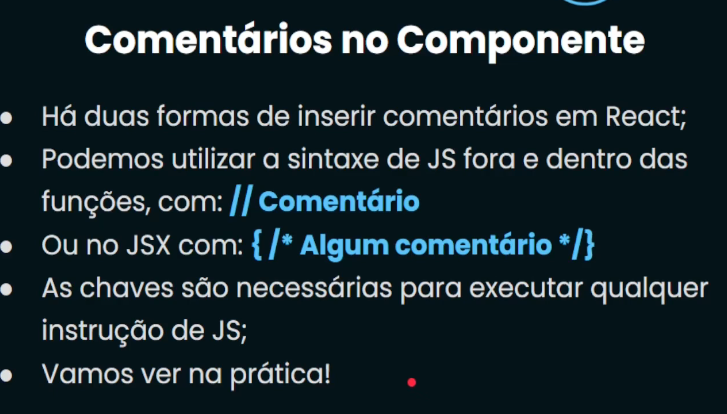 Comentários no Componente
● Há duas formas de inserir comentários em React;
● Podemos utilizar a sintaxe de JS fora e dentro das
funções, com: // Comentário
● Ou no JSX com: { /* Algum comentário */}
● As chaves são necessárias para executar qualquer
instrução de JS;
● Vamos ver na prática!